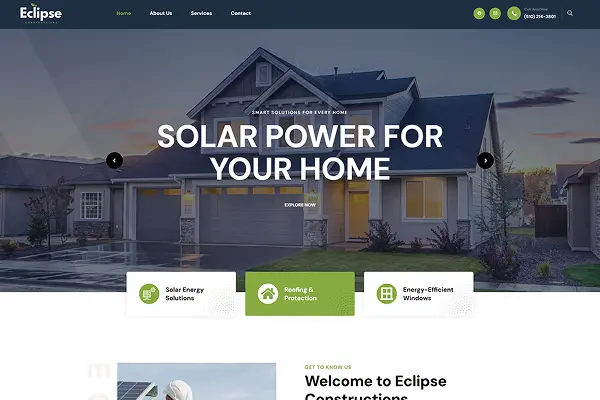 Eclipse
CONSTRUCTIONS
Home
About Us
Services
Contact
Call Anytime
(510) 214-3801
SMART SOLUTIONS FOR EVERY HOME
SOLAR POWER FOR
YOUR HOME
EXPLORE NOW
Solar Energy
Solutions
Roofing &
Protection
Energy-Efficient
Windows
GET TO KNOW US
Welcome to Eclipse
Constructions